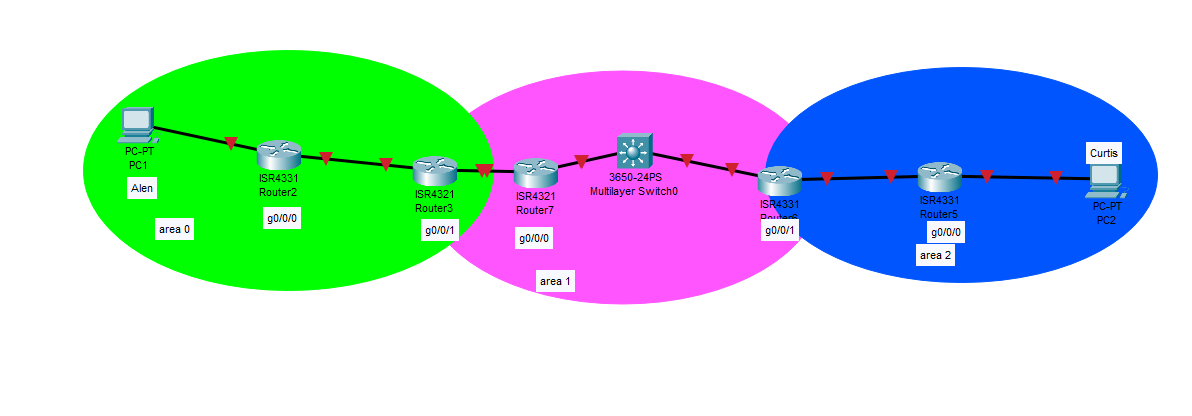 PC-PT
PC1
Alen
area 0
ISR4331
Router2
g0/0/0
ISR4321
Router3
g0/0/1
ISR4321
Router7
g0/0/0
area 1
3650-24PS
Multilayer Switch0
ISR4331
Router6
g0/0/1
ISR4331
Router5
g0/0/0
area 2
Curtis
PC-PT
PC2